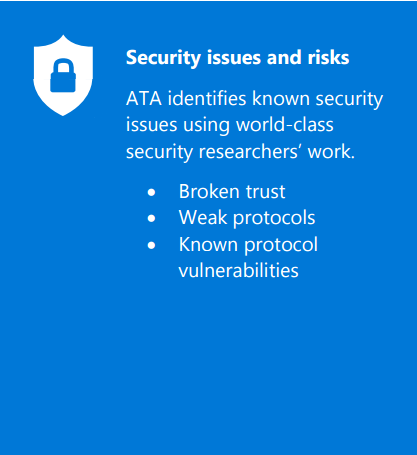 Security issues and risks
ATA identifies known security
issues using world-class
security researchers’ work.
• Broken trust
• Weak protocols
• Known protocol
vulnerabilities